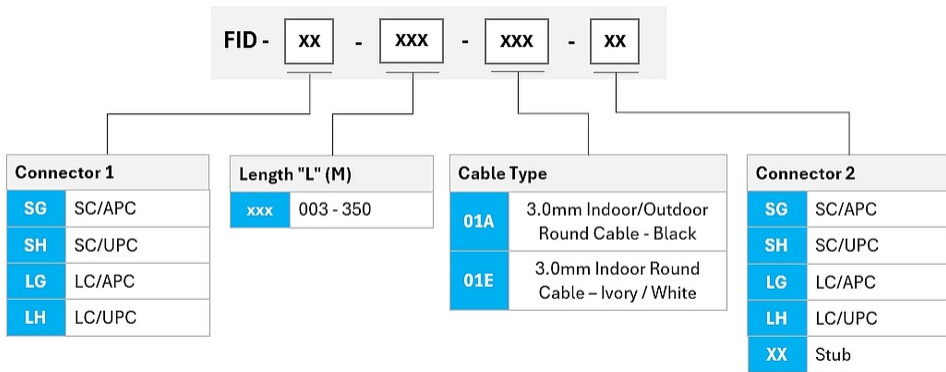 FID - XX - XXX - XXX - XX
Connector 1
SG SC/APC
SH SC/UPC
LG LC/APC
LH LC/UPC
Length "L" (M)
xxx 003 - 350
Cable Type
01A 3.0mm Indoor/Outdoor
Round Cable - Black
01E 3.0mm Indoor Round
Cable – Ivory / White
Connector 2
SG SC/APC
SH SC/UPC
LG LC/APC
LH LC/UPC
XX Stub